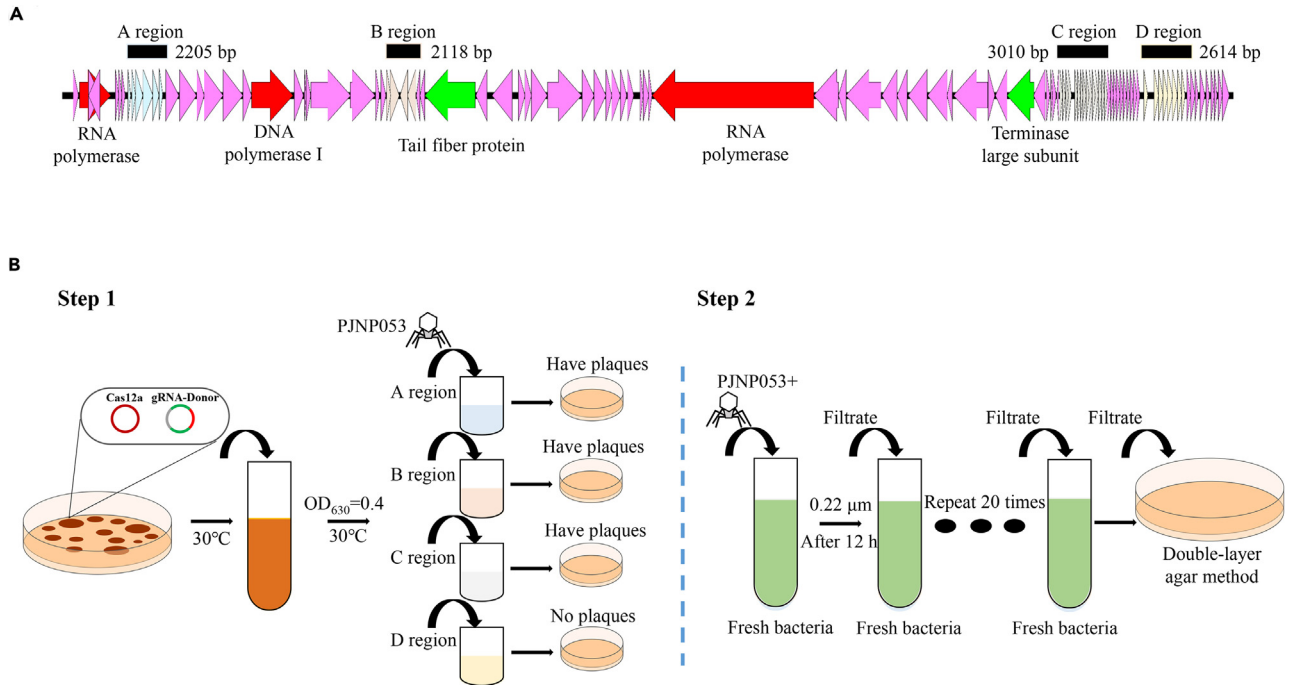 A
A region
2205 bp
B region
2118 bp
C region
3010 bp
D region
2614 bp
RNA
polymerase
DNA
polymerase I
Tail fiber protein
RNA
polymerase
Terminase
large subunit
B
Step 1
Cas12a
gRNA-Donor
30℃
OD630=0.4
30℃
PJNP053
A region
Have plaques
B region
Have plaques
C region
Have plaques
D region
No plaques
Step 2
PJNP053+
Filtrate
Filtrate
Filtrate
0.22 μm
After 12 h
Repeat 20 times
Fresh bacteria
Fresh bacteria
Fresh bacteria
Double-layer
agar method